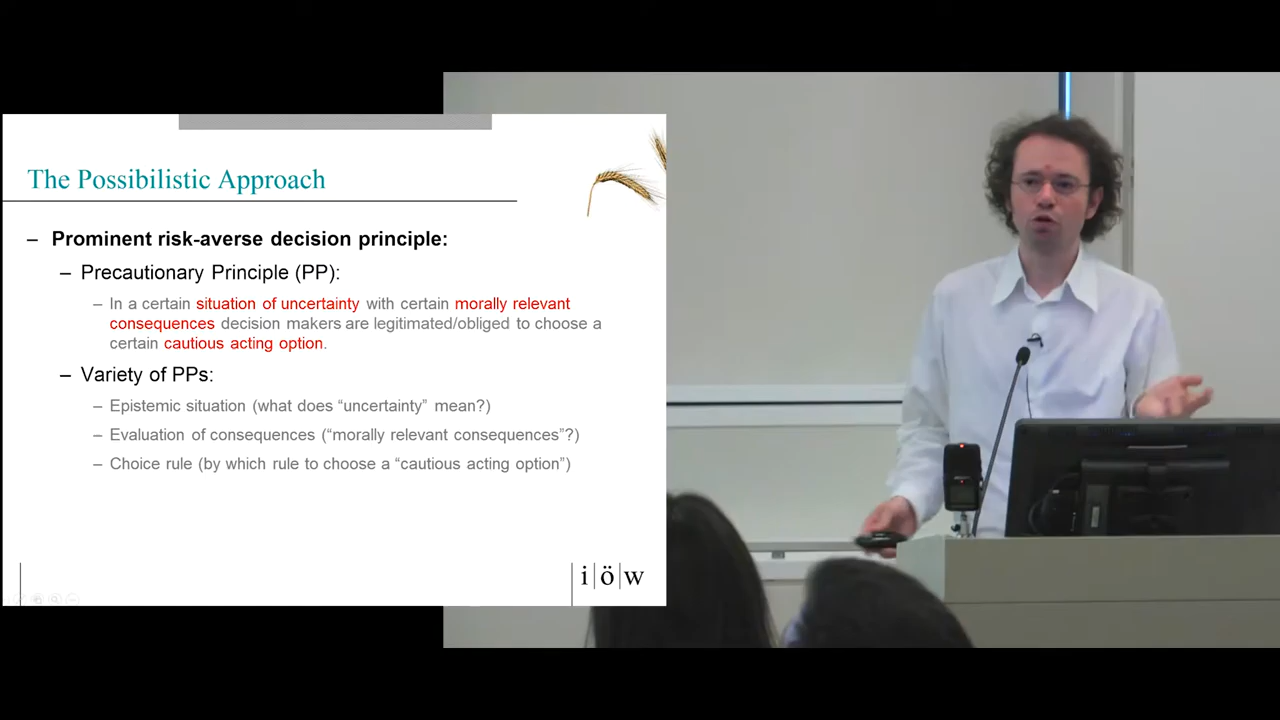 The Possibilistic Approach
– Prominent risk-averse decision principle:
– Precautionary Principle (PP):
– In a certain situation of uncertainty with certain morally relevant
consequences decision makers are legitimated/obliged to choose a
certain cautious acting option.
– Variety of PPs:
– Epistemic situation (what does “uncertainty” mean?)
– Evaluation of consequences (“morally relevant consequences”?)
– Choice rule (by which rule to choose a “cautious acting option”)
i|ö|w